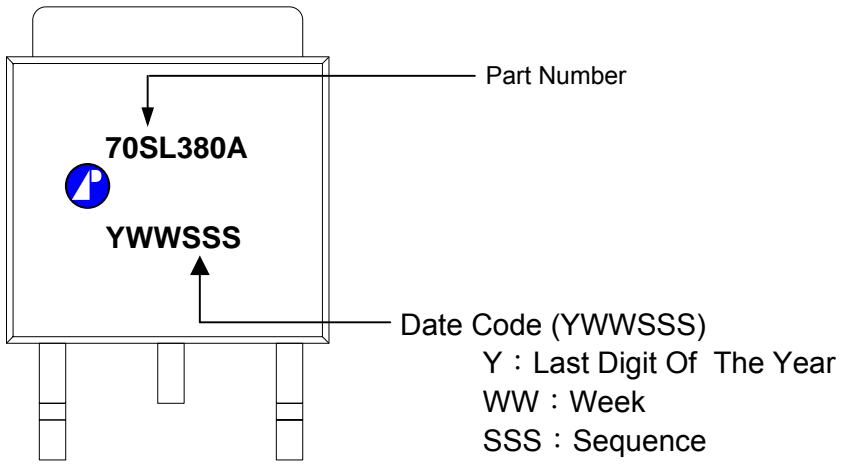 Part Number
70SL380A
YWWSSS
Date Code (YWWSSS)
Y：Last Digit Of The Year
WW：Week
SSS：Sequence